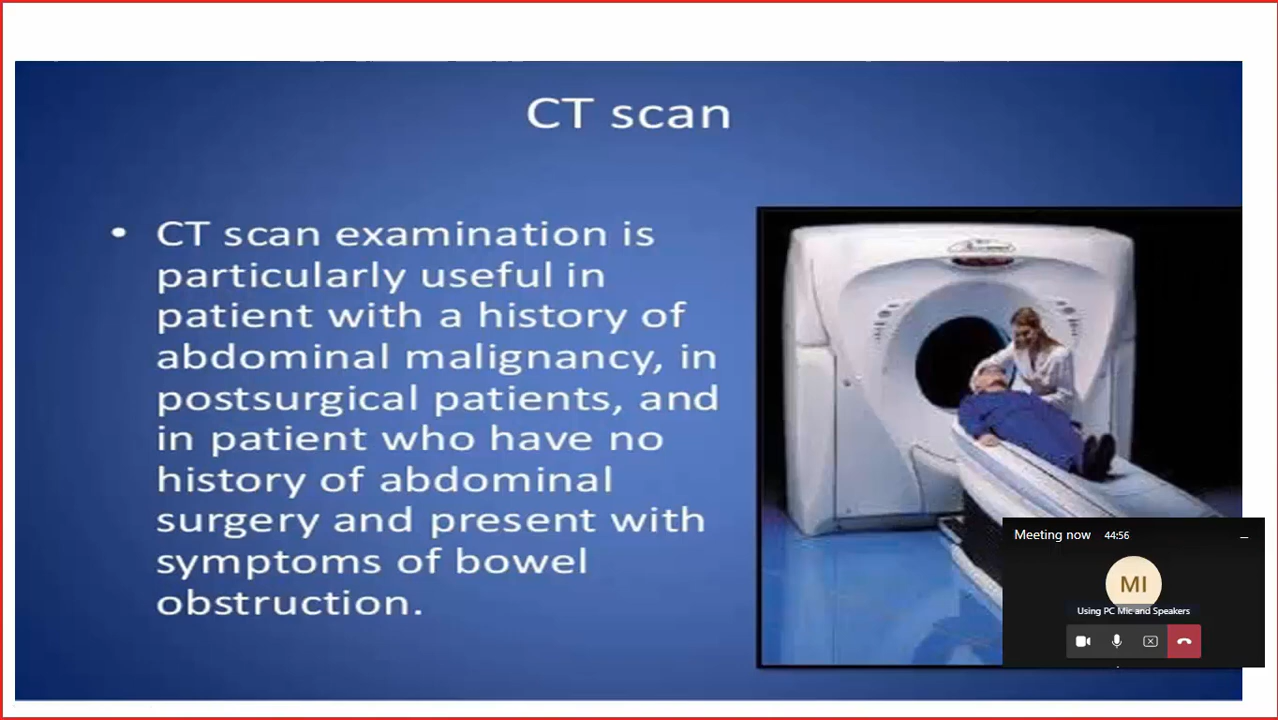 CT scan
• CT scan examination is
particularly useful in
patient with a history of
abdominal malignancy, in
postsurgical patients, and
in patient who have no
history of abdominal
surgery and present with
symptoms of bowel
obstruction.
Meeting now 44:56
MI
Using PC Mic and Speakers